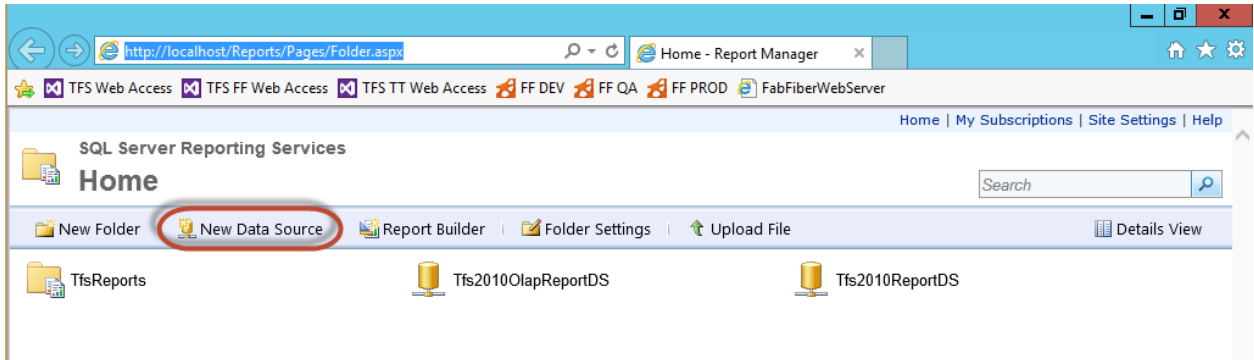 http://localhost/Reports/Pages/Folder.aspx Home - Report Manager
TFS Web Access TFS FF Web Access TFS TT Web Access FF DEV FF QA FF PROD FabFiberWebServer
Home | My Subscriptions | Site Settings | Help
SQL Server Reporting Services
Home
Search
New Folder New Data Source Report Builder Folder Settings Upload File Details View
TfsReports Tfs2010OlapReportDS Tfs2010ReportDS